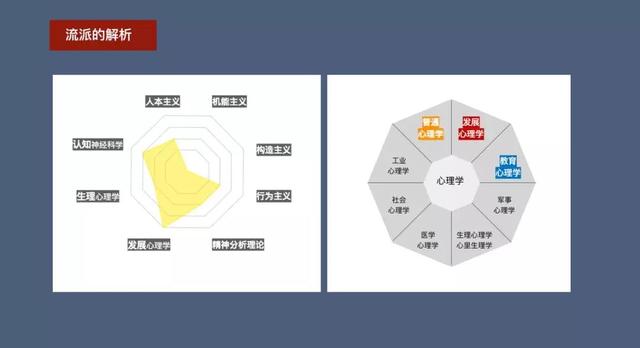 流派的解析
人本主义
机能主义
认知神经科学
构造主义
生理心理学
行为主义
发展心理学
精神分析理论
普通
心理学
发展
心理学
工业
心理学
教育
心理学
心理学
社会
心理学
军事
心理学
医学
心理学
生理心理学
心里生理学